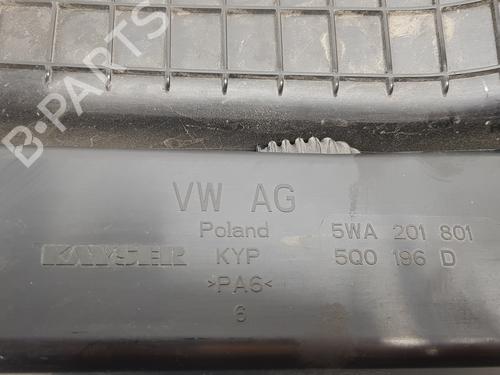 B-PARTS
VW AG
Poland 5WA 201 801
KAYSER KYP 5Q0 196 D
>PA6<
6